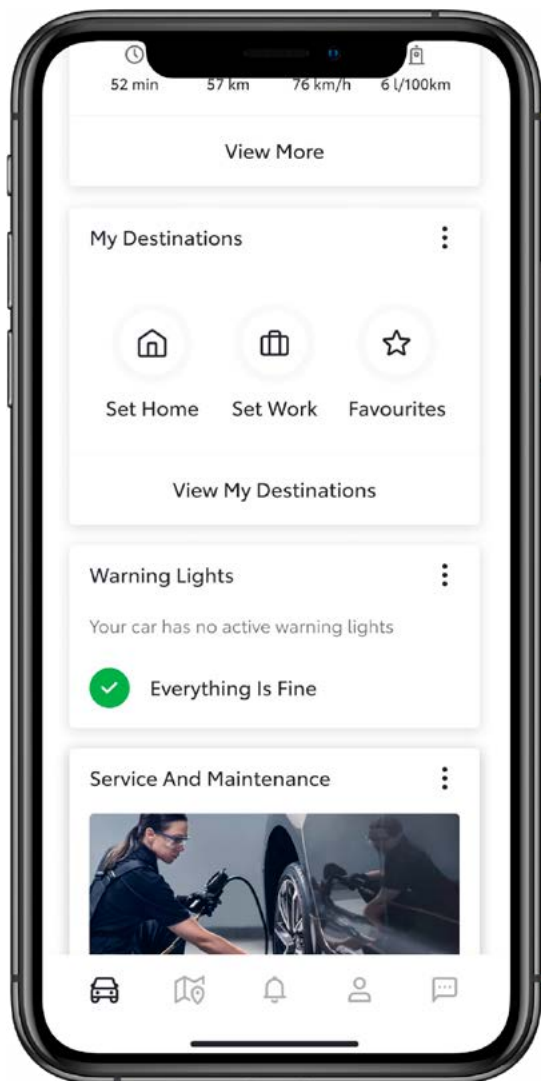 52 min 57 km 76 km/h 6 l/100km
View More
My Destinations
Set Home Set Work Favourites
View My Destinations
Warning Lights
Your car has no active warning lights
Everything Is Fine
Service And Maintenance